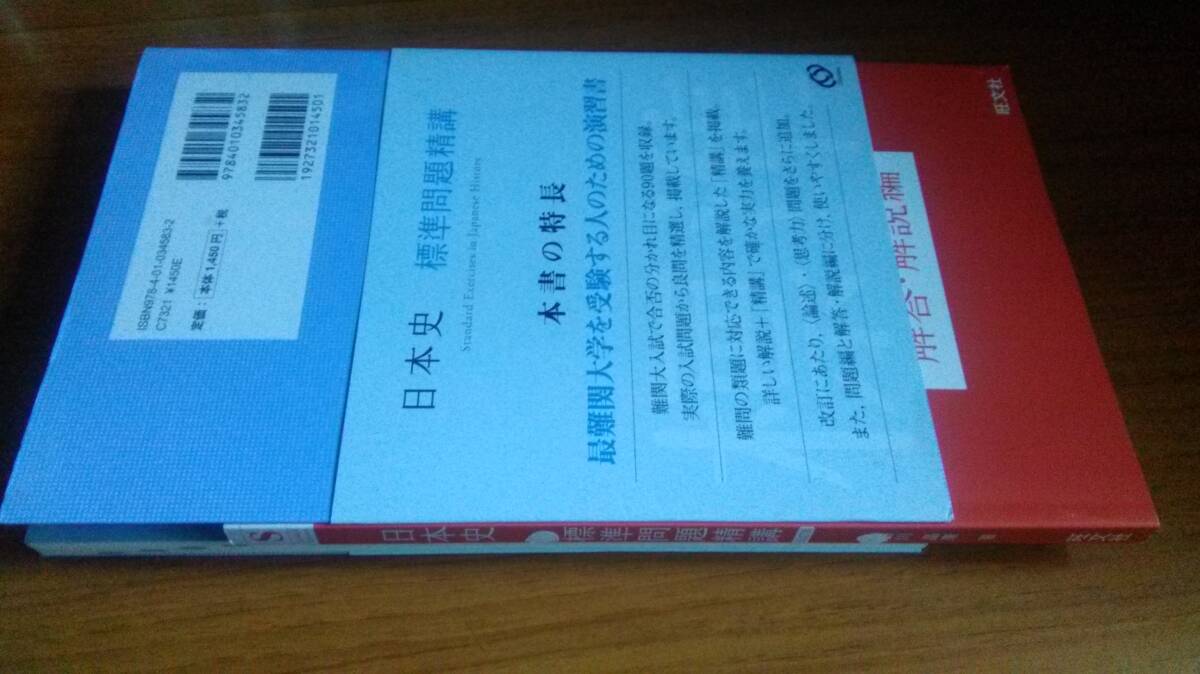 9784010345832
1927321014501
ISBN978-4-01-034583-2
C7321 ¥1450E
定価: 本体1,450円 +税
日本史 標準問題精講
Standard Exercises in Japanese History
本書の特長
最難関大学を受験する人のための演習書
難関大入試で合否の分かれ目になる90題を収録。
実際の入試問題から良問を精選し、掲載しています。
難問の類題に対応できる内容を解説した「精講」を掲載。
詳しい解説+「精講」で確かな実力を養えます。
改訂にあたり、〈論述〉・〈思考力〉問題をさらに追加。
また、問題編と解答・解説編に分け、使いやすくしました。
旺文社
解答・解説編
S
日本史
標準問題精講
旺文社